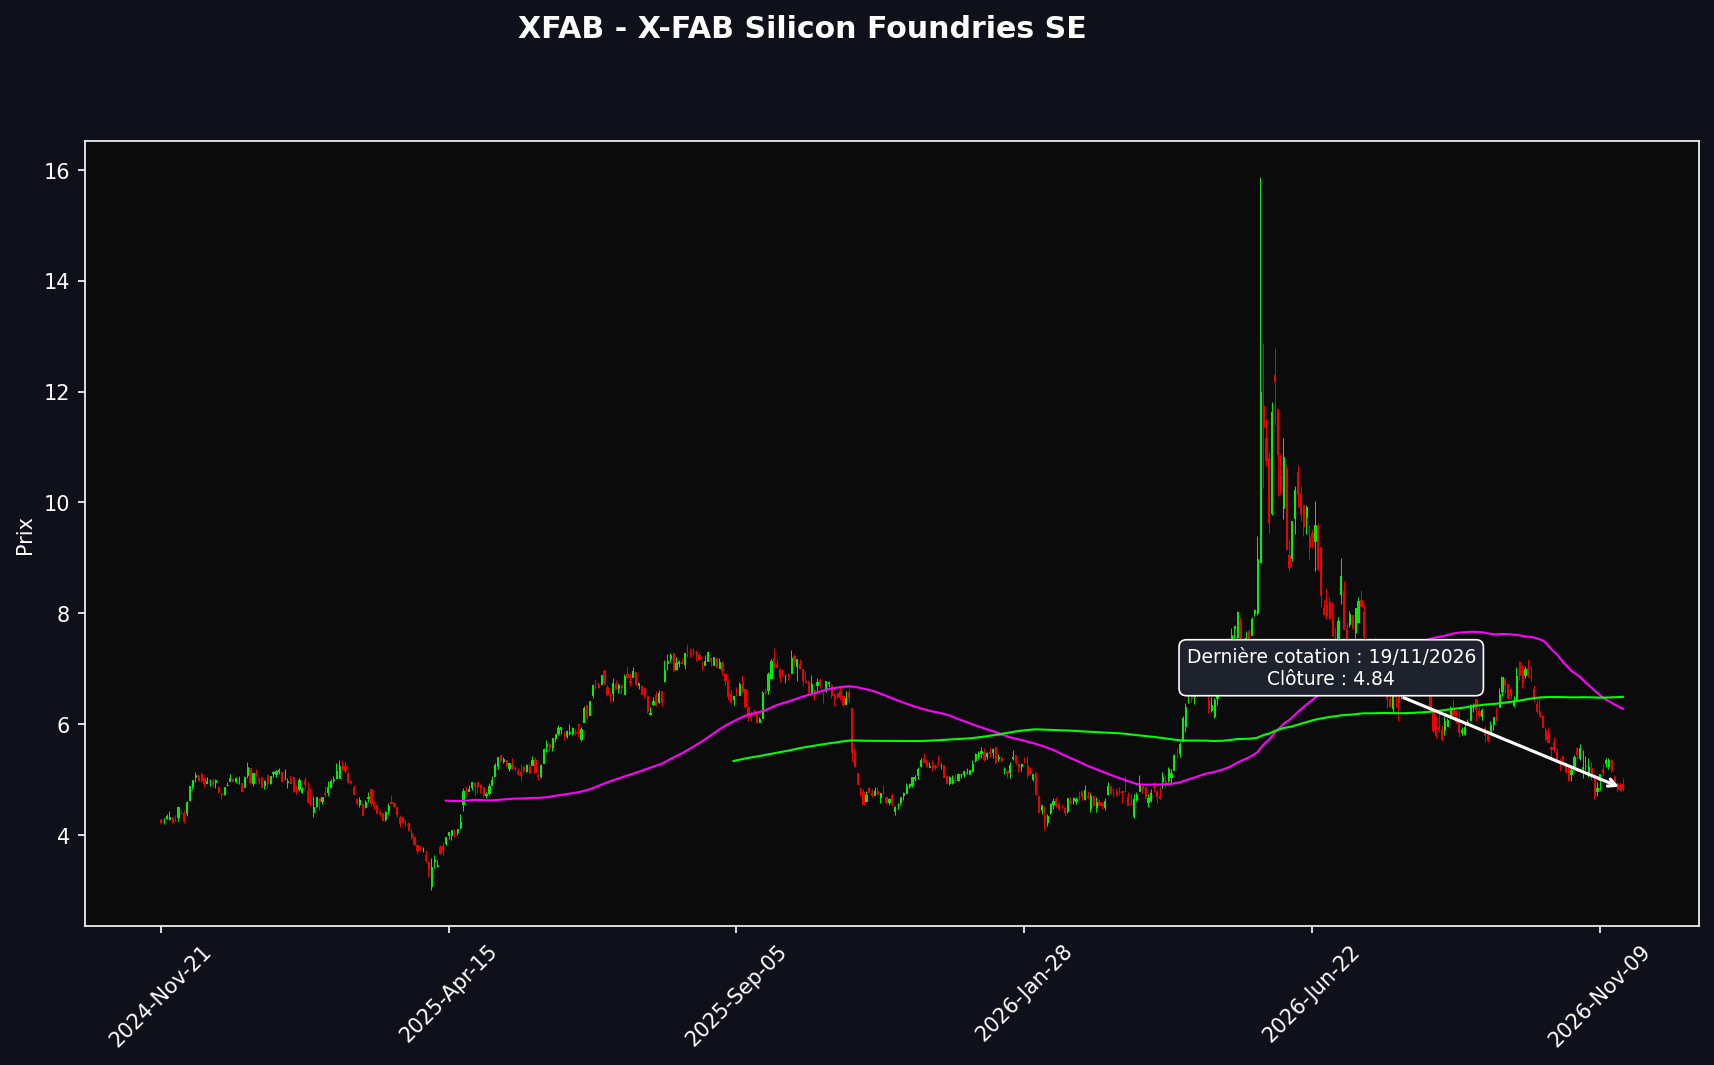 XFAB - X-FAB Silicon Foundries SE
Prix
16
14
12
10
8
6
4
Dernière cotation : 19/11/2026
Clôture : 4.84
2024-Nov-21
2025-Apr-15
2025-Sep-05
2026-Jan-28
2026-Jun-22
2026-Nov-09